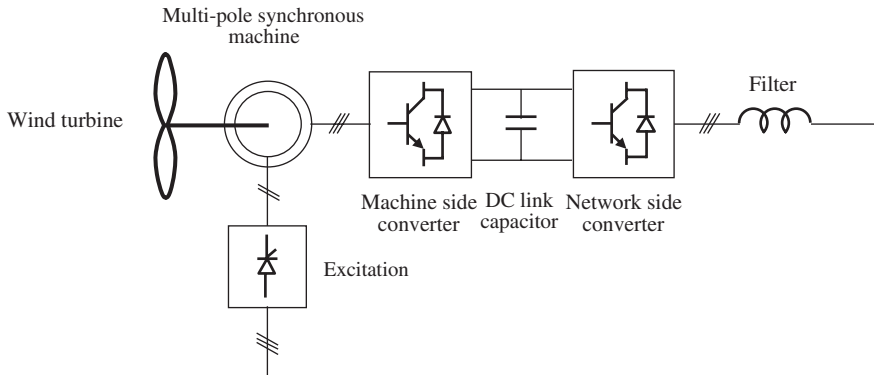 Multi-pole synchronous
machine
Wind turbine
Filter
Machine side
converter
DC link
capacitor
Network side
converter
Excitation